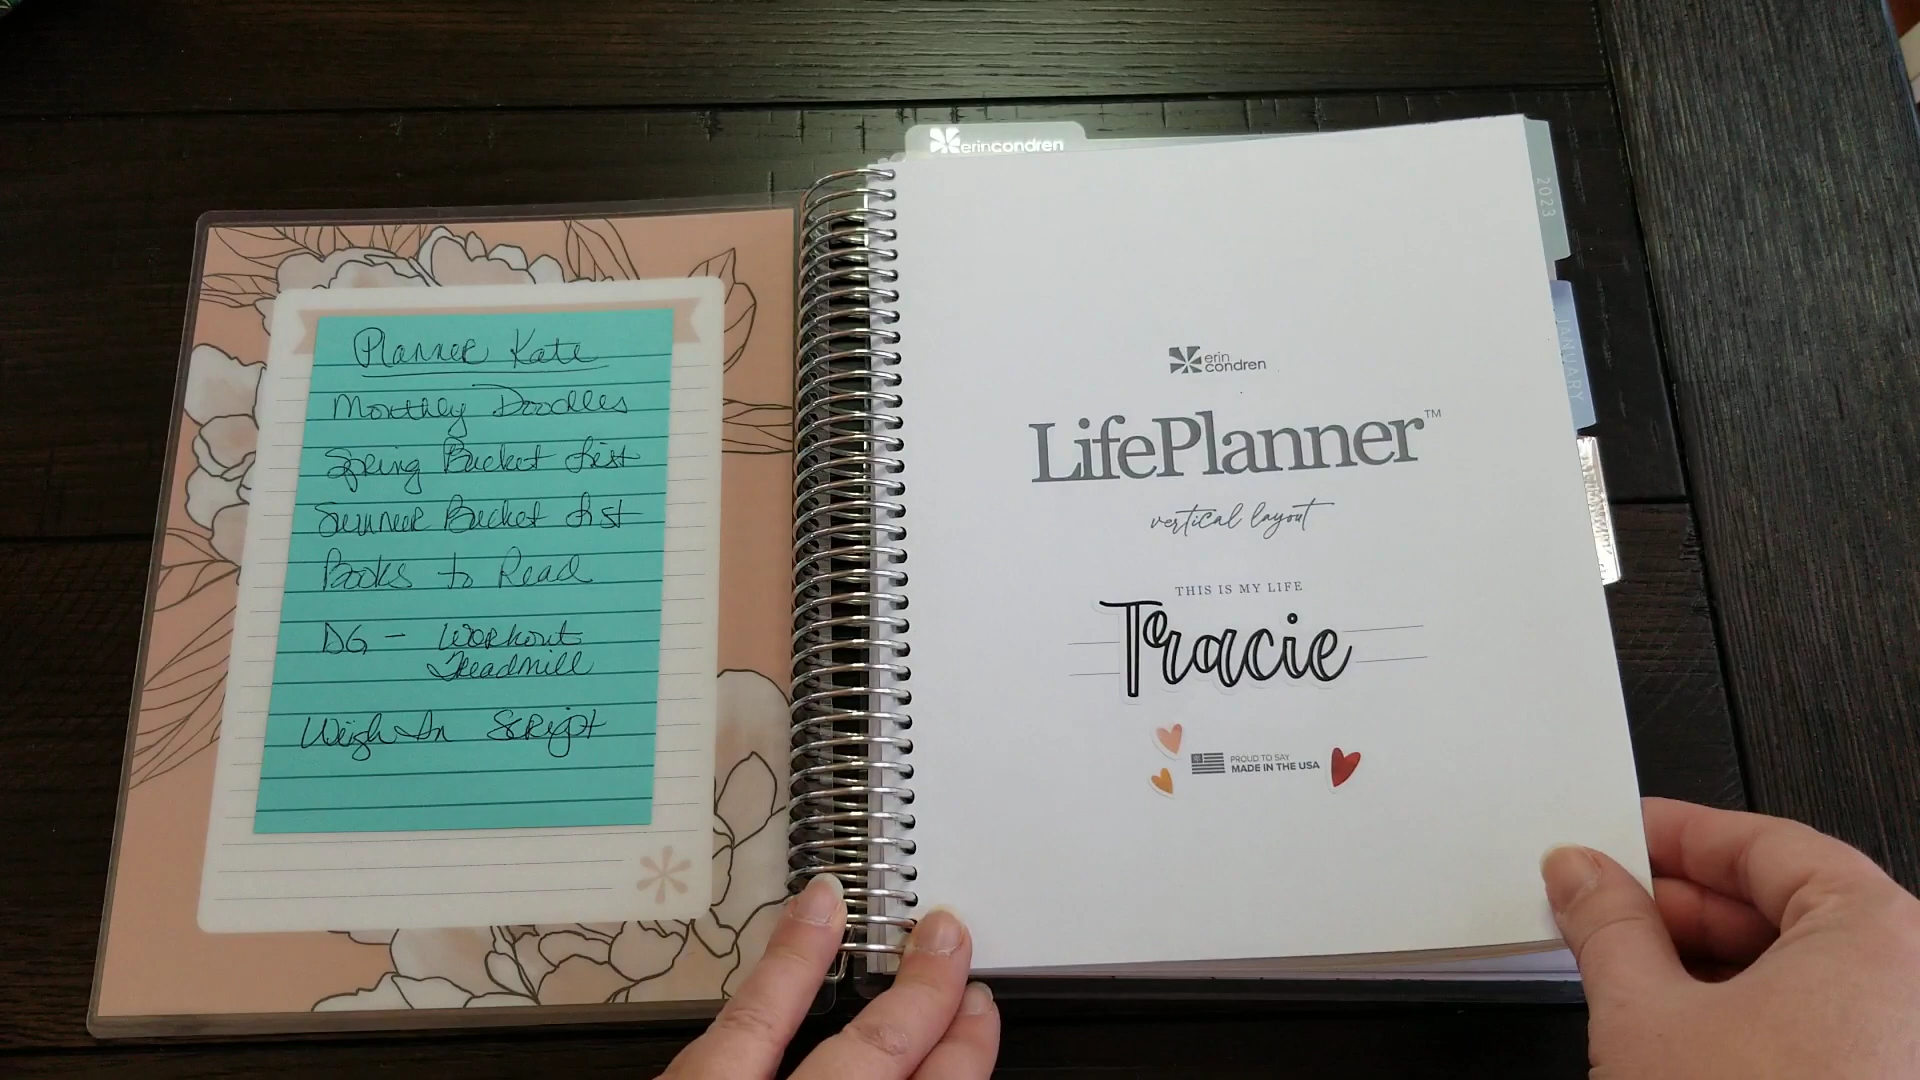 Planner Kate
Monthly Doodles
Spring Bucket List
Summer Bucket List
Books to Read
DG - Workout
Treadmill
Weigh In Script
erincondren
2023
JANUARY
erin
condren
LifePlanner™
vertical layout
THIS IS MY LIFE
Tracie
PROUD TO SAY
MADE IN THE USA